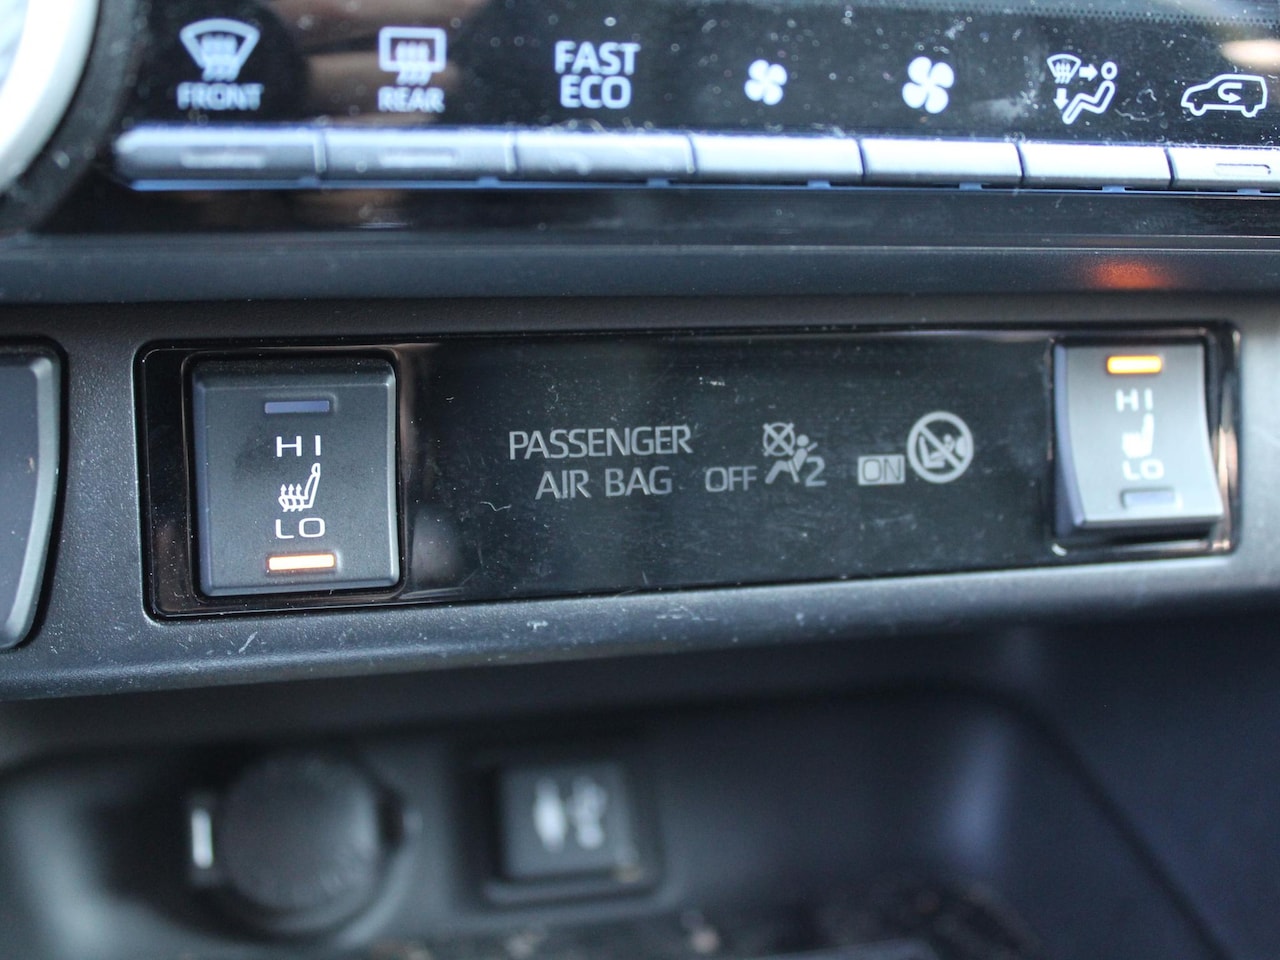 FRONT
REAR
FAST
ECO
HI
LO
PASSENGER
AIR BAG
OFF
2
ON
HI
LO